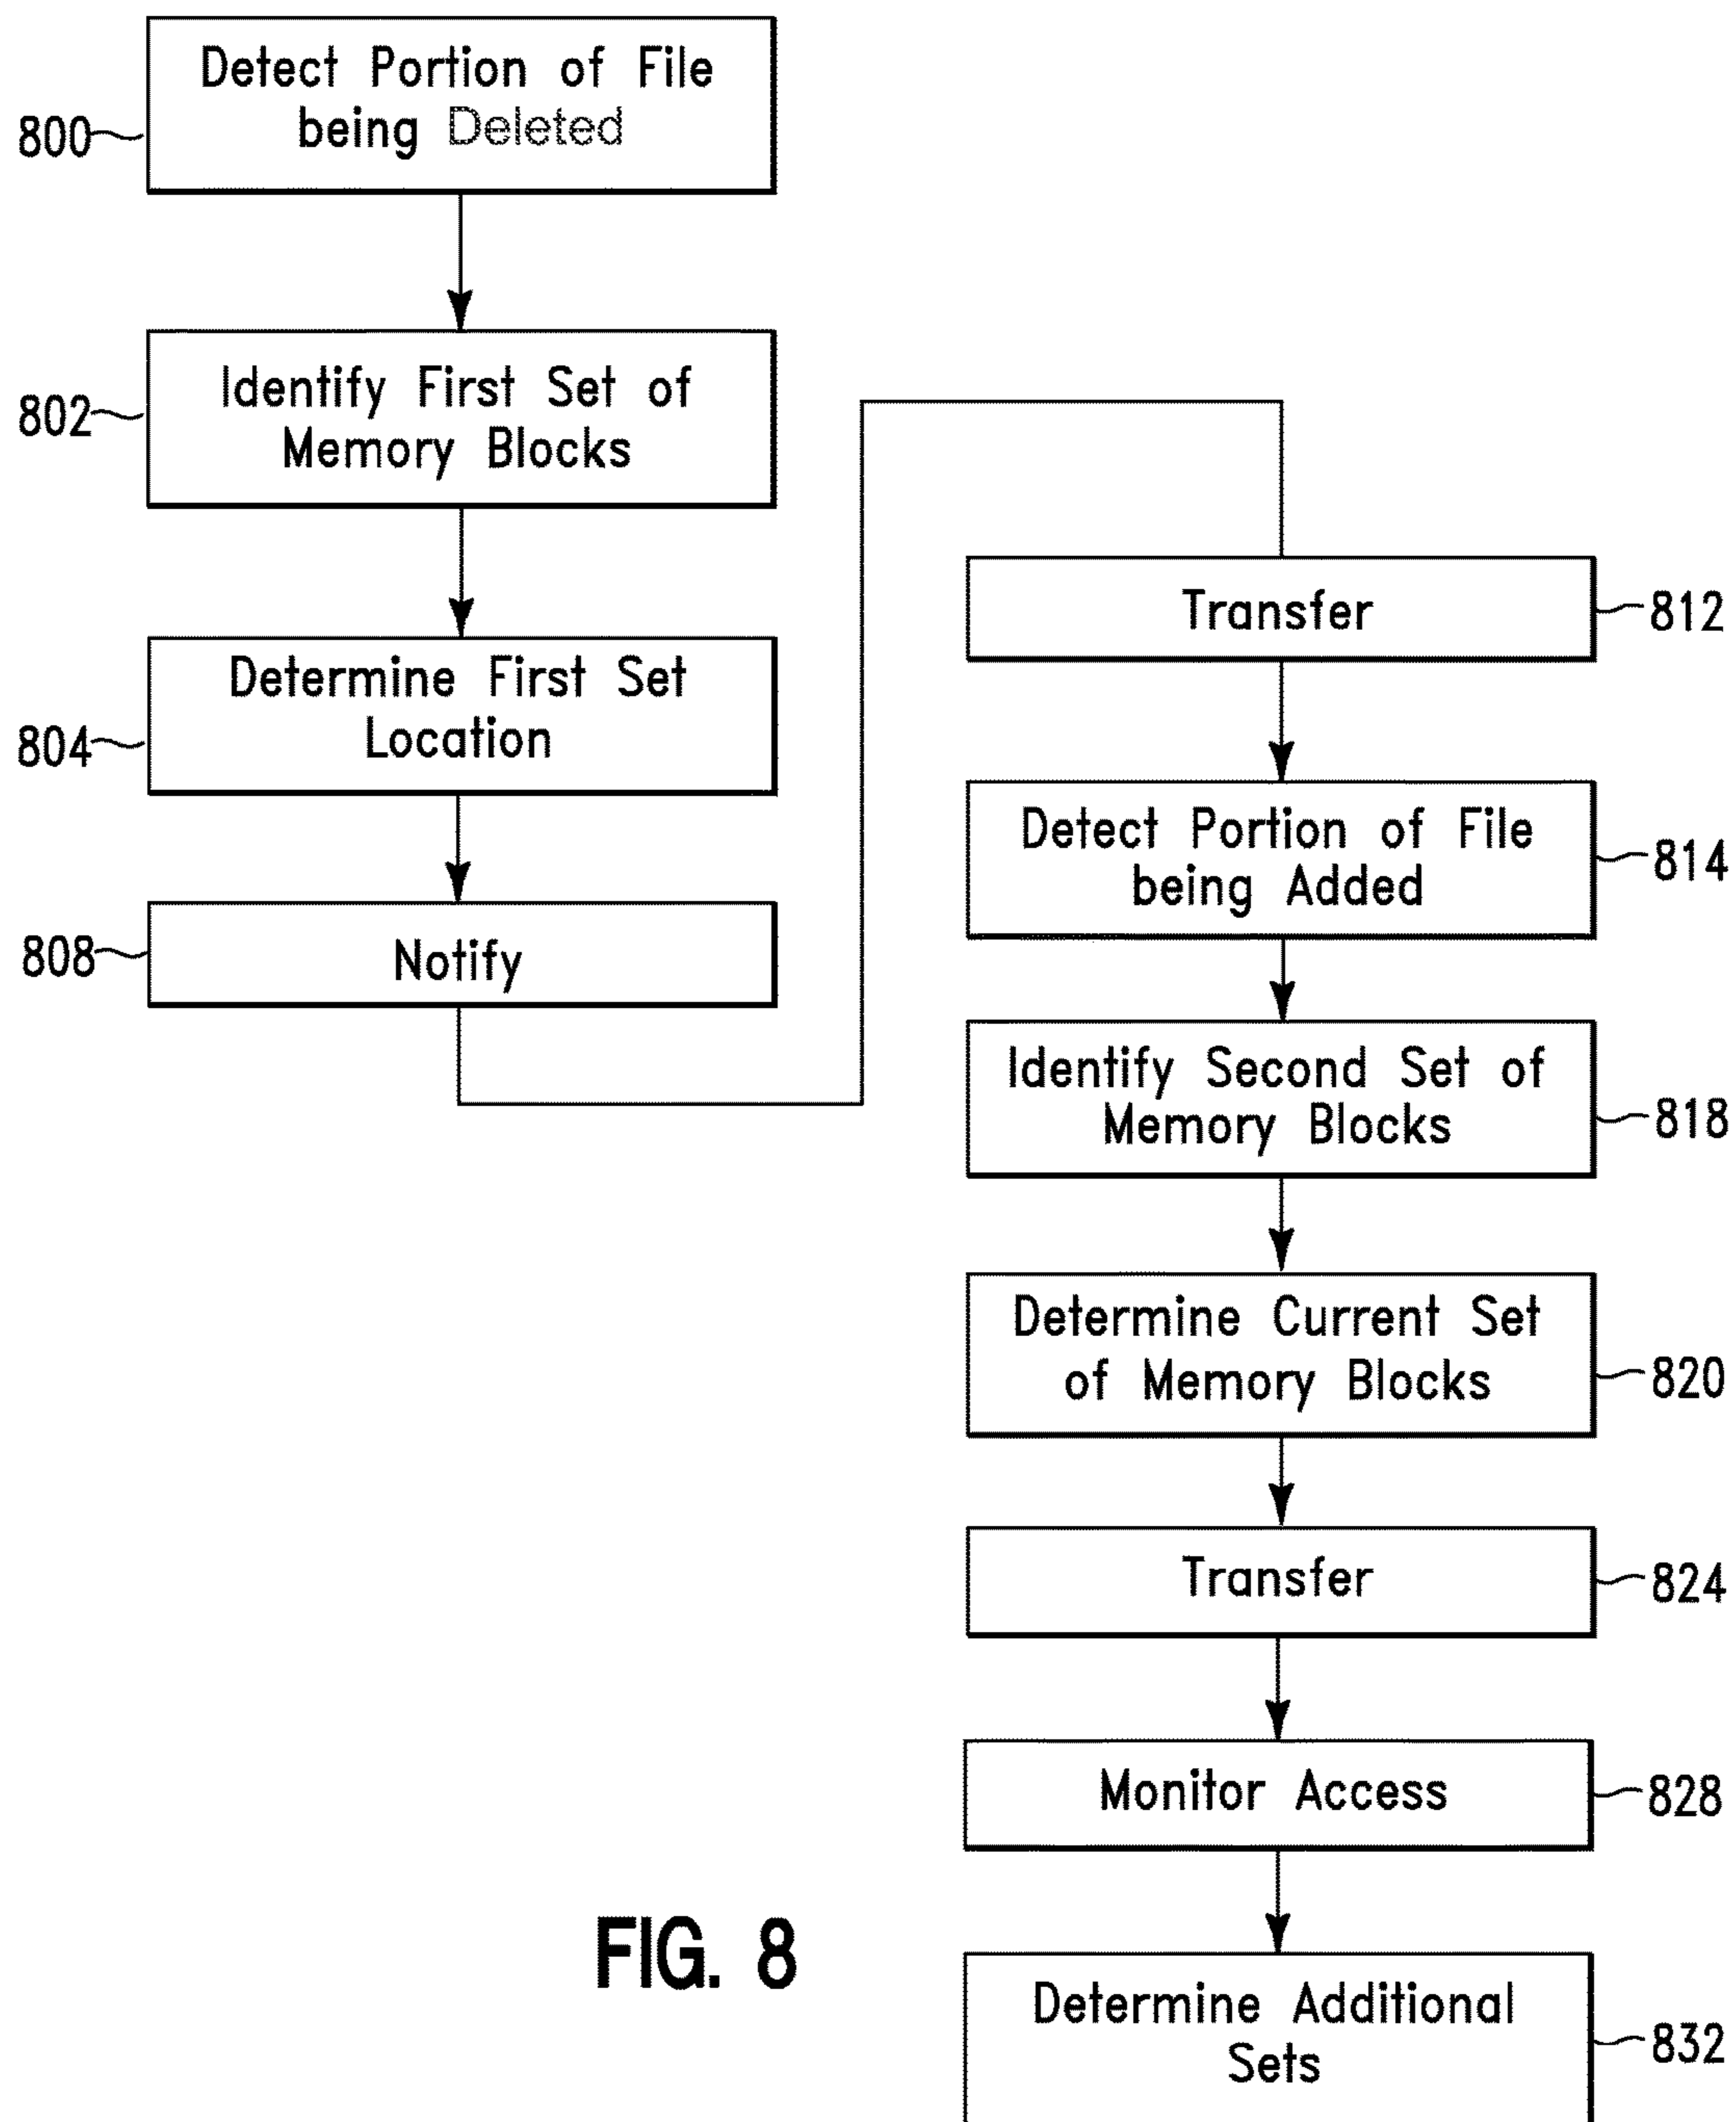 Detect Portion of File
being Deleted
800
Identify First Set of
Memory Blocks
802
Determine First Set
Location
804
Notify
808
Transfer
812
Detect Portion of File
being Added
814
Identify Second Set of
Memory Blocks
818
Determine Current Set
of Memory Blocks
820
Transfer
824
Monitor Access
828
Determine Additional
Sets
832
FIG. 8